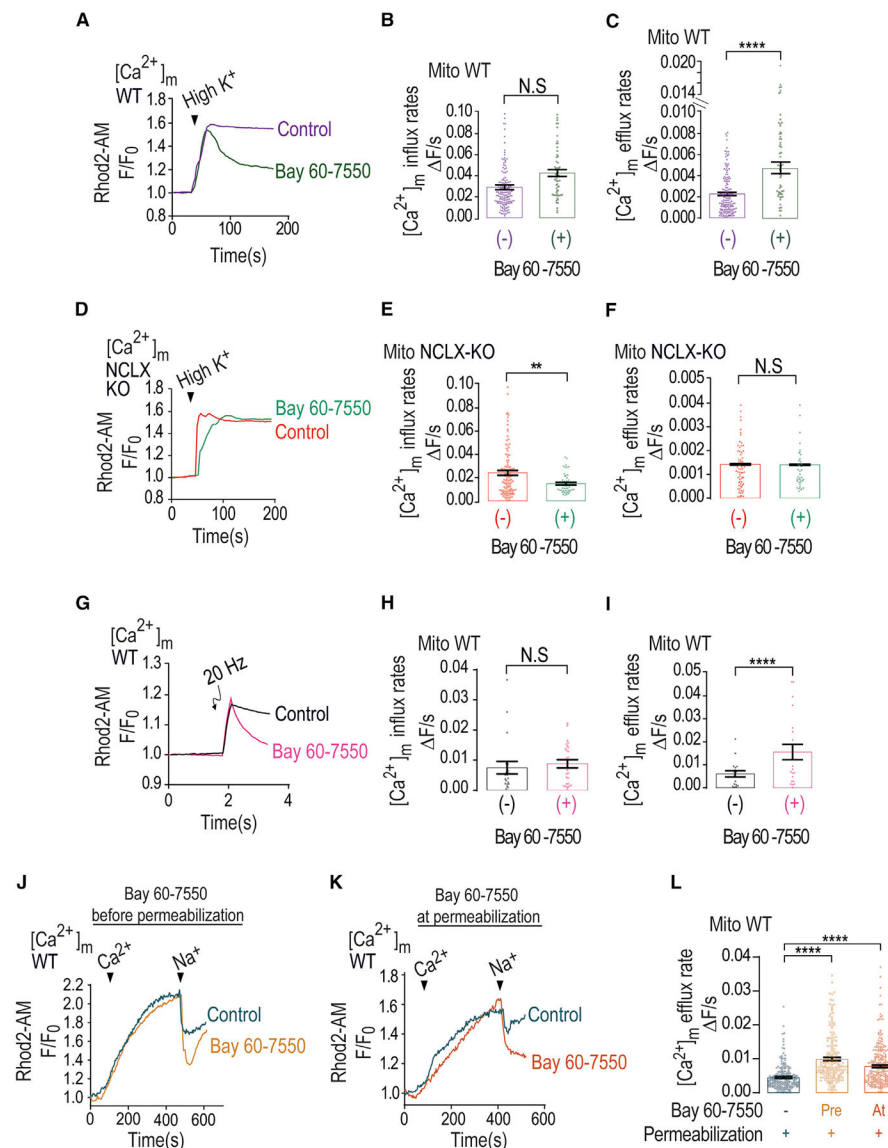 A
[Ca2+]m
WT
High K+
Control
Bay 60-7550
Rhod2-AM
F/F0
1.8
1.6
1.4
1.2
1.0
0.8
0
100
200
Time(s)
B
Mito WT
N.S
[Ca2+]m influx rates
ΔF/s
0.10
0.08
0.06
0.04
0.02
0.00
(-)
(+)
Bay 60-7550
C
Mito WT
****
[Ca2+]m efflux rates
ΔF/s
0.020
0.014
0.010
0.008
0.006
0.004
0.002
0.000
(-)
(+)
Bay 60-7550
D
[Ca2+]m
NCLX
KO
High K+
Bay 60-7550
Control
Rhod2-AM
F/F0
1.8
1.6
1.4
1.2
1.0
0.8
0
100
200
Time(s)
E
Mito NCLX-KO
**
[Ca2+]m influx rates
ΔF/s
0.10
0.08
0.06
0.04
0.02
0.00
(-)
(+)
Bay 60-7550
F
Mito NCLX-KO
N.S
[Ca2+]m efflux rates
ΔF/s
0.005
0.004
0.003
0.002
0.001
0.000
(-)
(+)
Bay 60-7550
G
[Ca2+]m
WT
20 Hz
Control
Bay 60-7550
Rhod2-AM
F/F0
1.3
1.2
1.1
1.0
0.9
0
2
4
Time(s)
H
Mito WT
N.S
[Ca2+]m influx rates
ΔF/s
0.04
0.03
0.02
0.01
0.00
(-)
(+)
Bay 60-7550
I
Mito WT
****
[Ca2+]m efflux rates
ΔF/s
0.05
0.04
0.03
0.02
0.01
0.00
(-)
(+)
Bay 60-7550
J
Bay 60-7550
before permeabilization
[Ca2+]m
WT
Ca2+
Na+
Control
Bay 60-7550
Rhod2-AM
F/F0
2.2
2.0
1.8
1.6
1.4
1.2
1.0
0
200
400
600
Time(s)
K
Bay 60-7550
at permeabilization
[Ca2+]m
WT
Ca2+
Na+
Control
Bay 60-7550
Rhod2-AM
F/F0
1.8
1.6
1.4
1.2
1.0
0
200
400
600
Time(s)
L
Mito WT
****
****
[Ca2+]m efflux rate
ΔF/s
0.04
0.03
0.02
0.01
0.00
Bay 60-7550 - Pre At
Permeabilization + + +